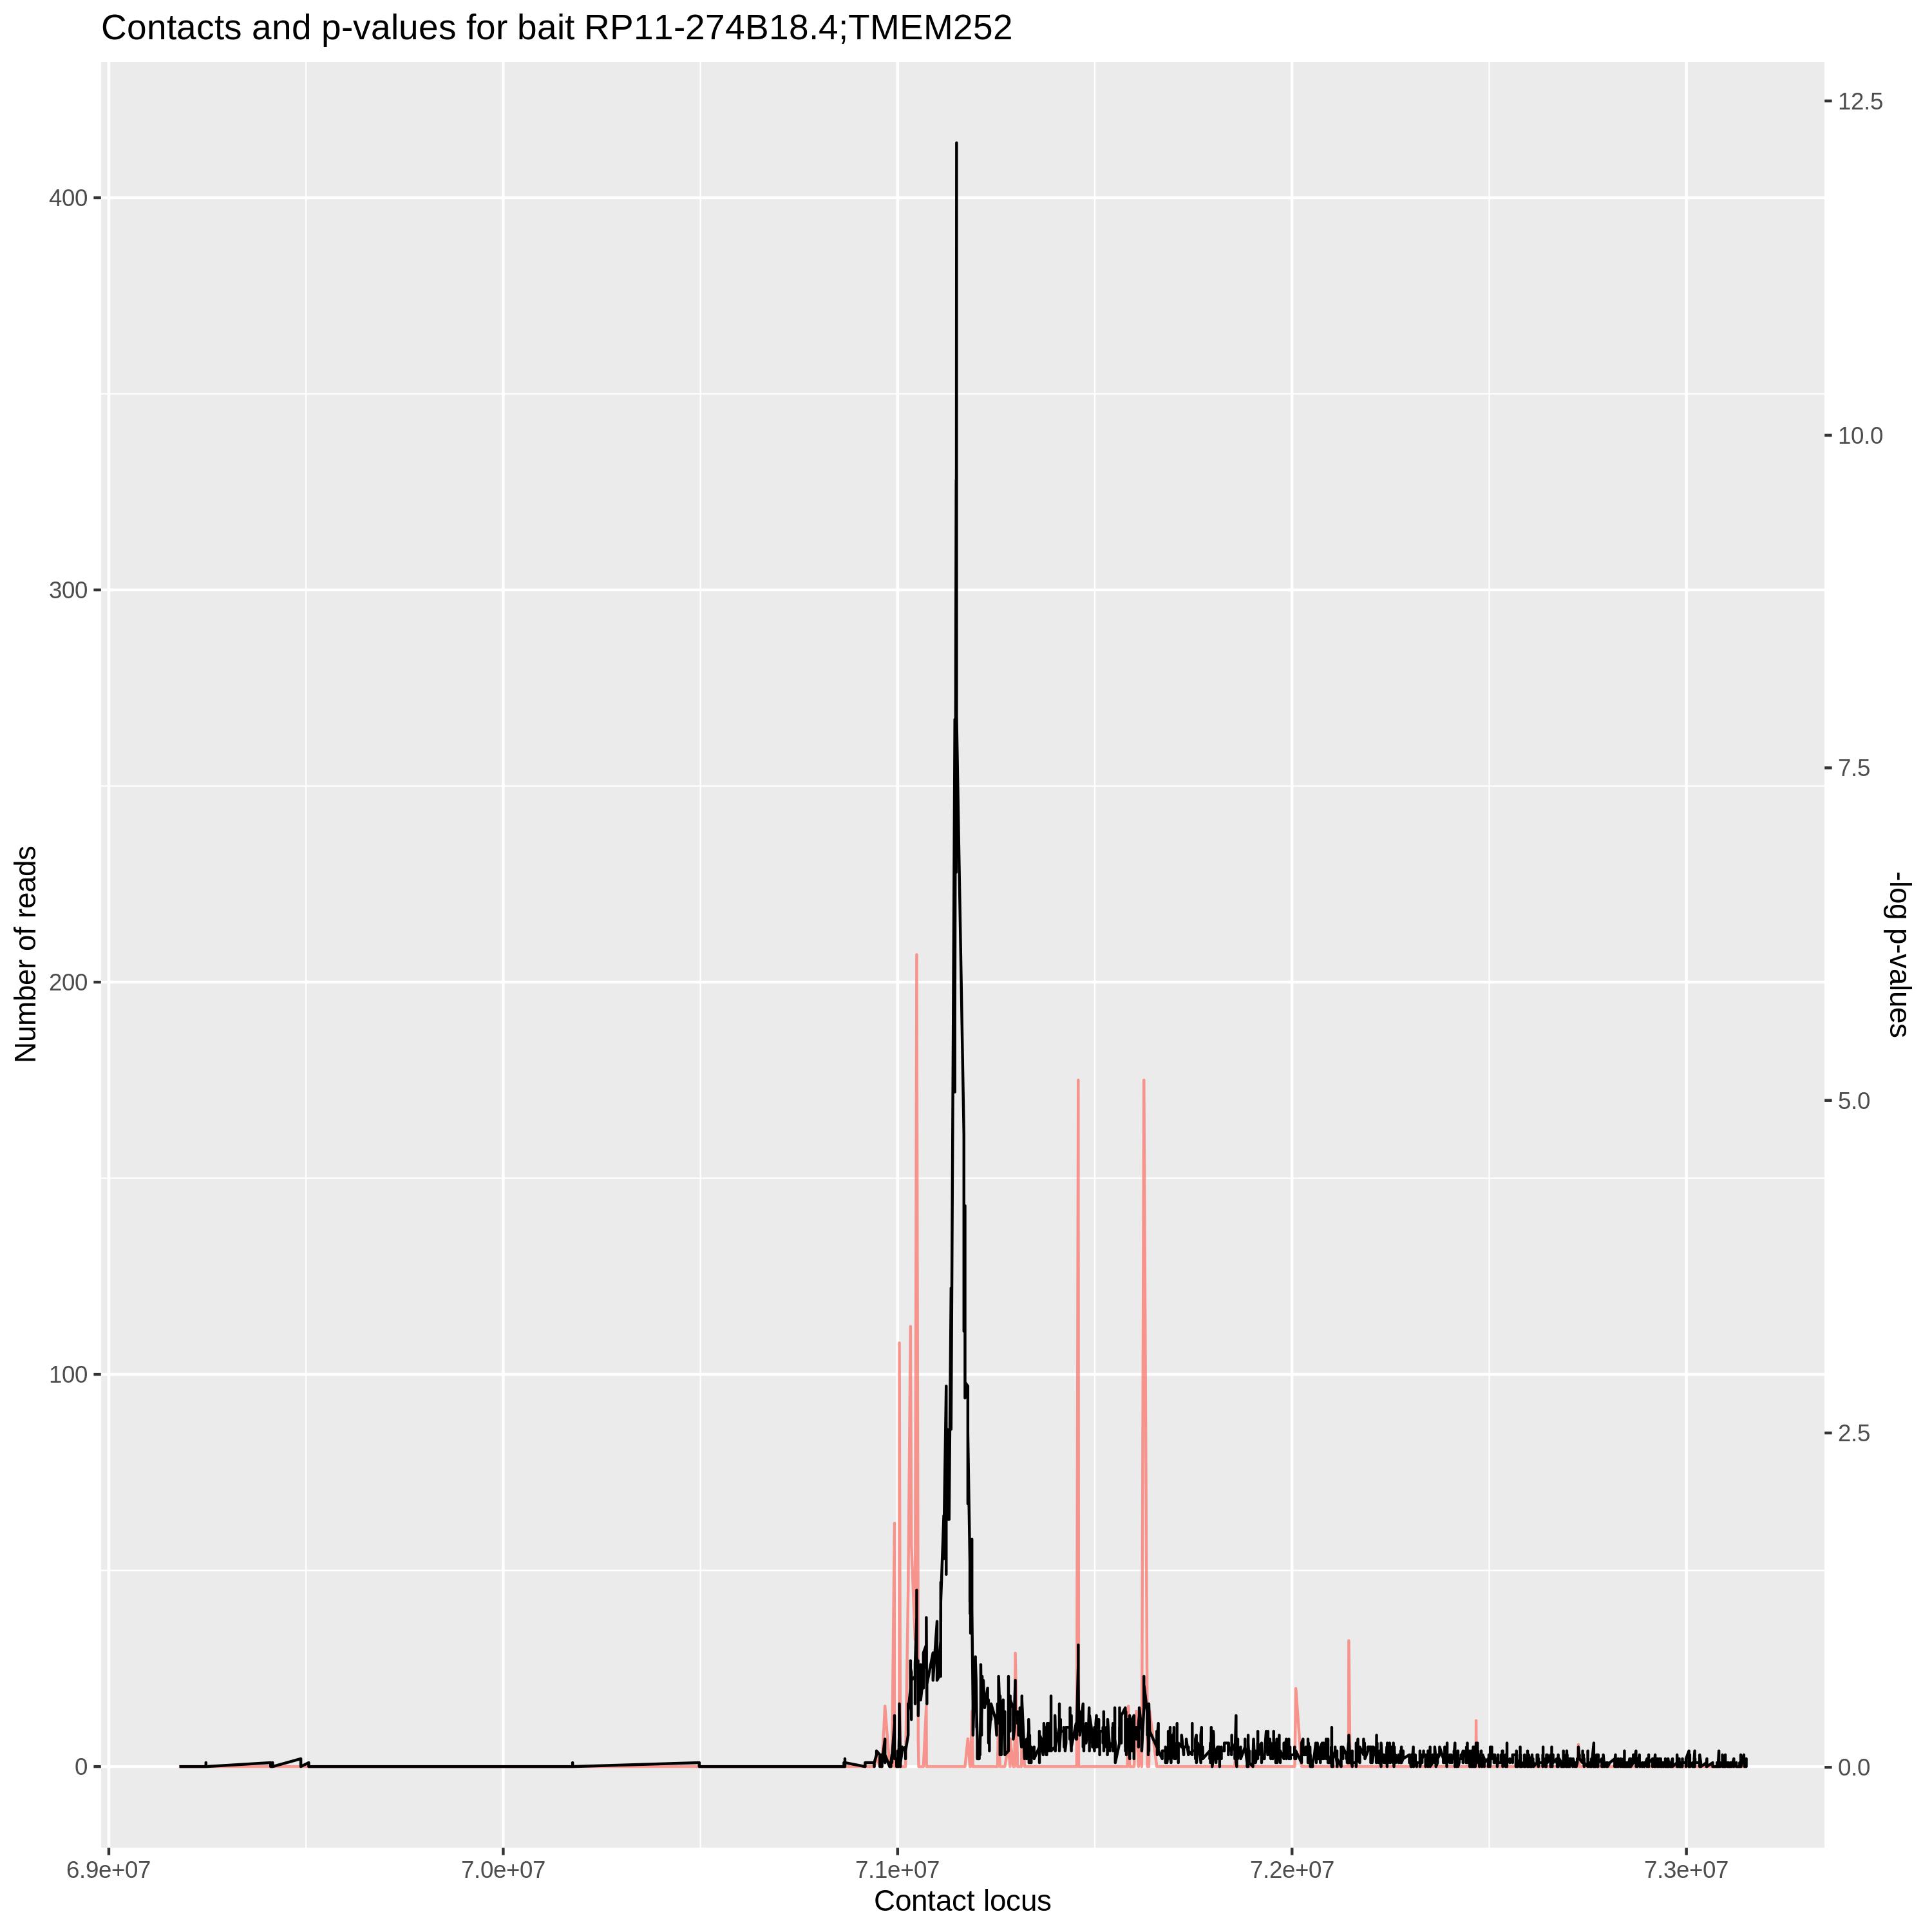 Contacts and p-values for bait RP11-274B18.4;TMEM252
12.5
400
10.0
300
7.5
Number of reads
-log p-values
200
5.0
100
2.5
0
0.0
6.9e+07 7.0e+07 7.1e+07 7.2e+07 7.3e+07
Contact locus